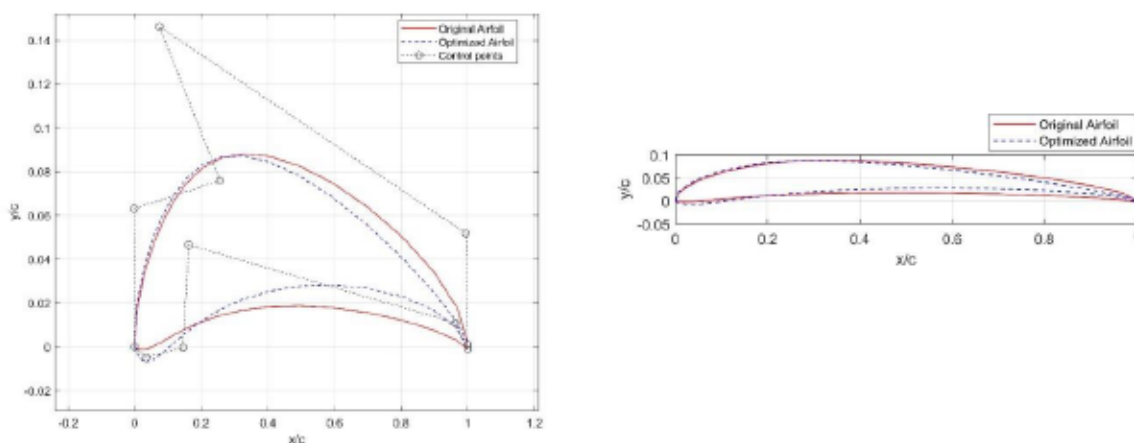 Original Airfoil
Optimized Airfoil
Control points
0.14
0.12
0.1
0.08
0.06
0.04
0.02
0
-0.02
y/c
-0.2
0
0.2
0.4
0.6
0.8
1
1.2
x/c
Original Airfoil
Optimized Airfoil
0.1
0.05
0
-0.05
y/c
0
0.2
0.4
0.6
0.8
x/c